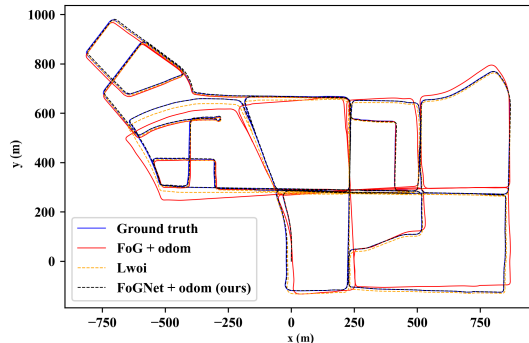 1000
800
600
400
200
0
y (m)
Ground truth
FoG + odom
Lwoi
FoGNet + odom (ours)
−750 −500 −250 0 250 500 750
x (m)